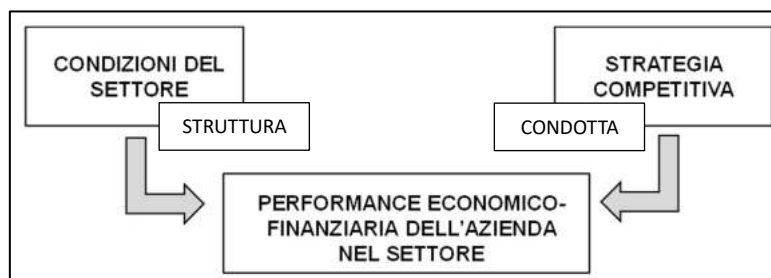 CONDIZIONI DEL
SETTORE
STRUTTURA
STRATEGIA
COMPETITIVA
CONDOTTA
PERFORMANCE ECONOMICO-
FINANZIARIA DELL'AZIENDA
NEL SETTORE